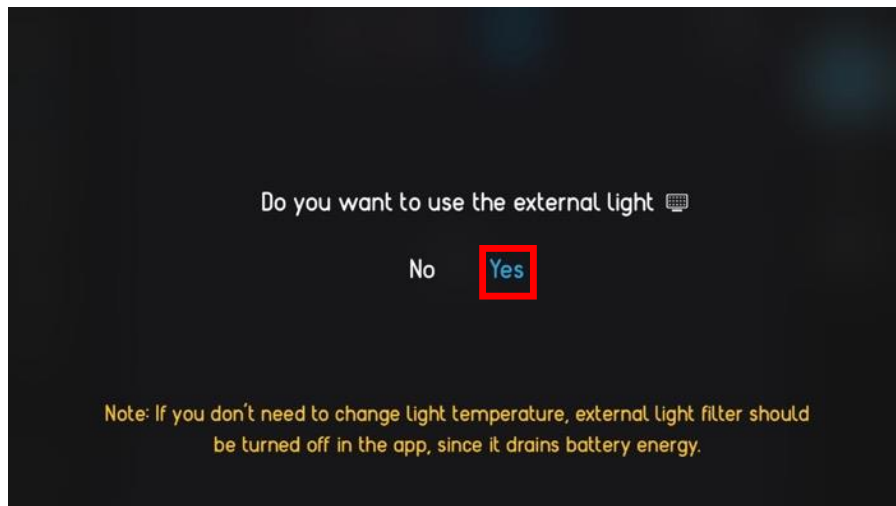 Do you want to use the external light
No Yes
Note: If you don't need to change light temperature, external light filter should
be turned off in the app, since it drains battery energy.